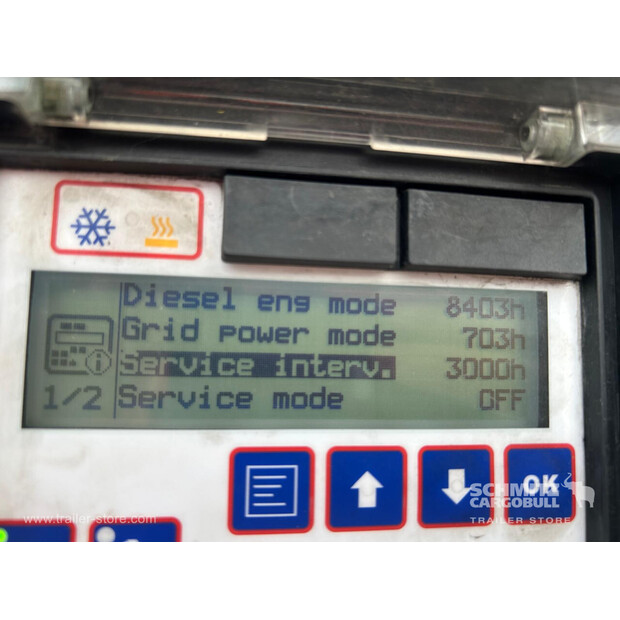 Diesel eng mode 8403h
Grid power mode 703h
Service interv. 3000h
1/2 Service mode OFF
OK
SCHMITZ
CARGOBULL
TRAILER STORE
www.trailer-store.com